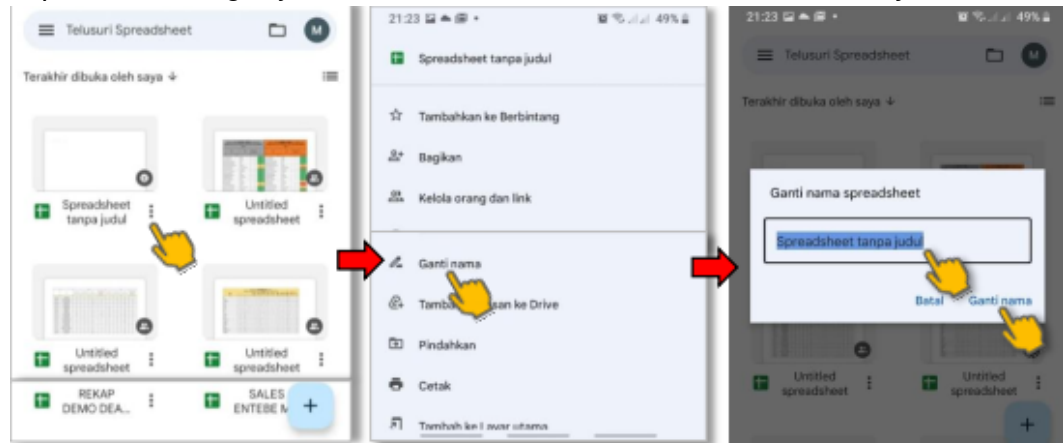 Telusuri Spreadsheet
M
Terakhir dibuka oleh saya
Spreadsheet
tanpa judul
Untitled
spreadsheet
Untitled
spreadsheet
Untitled
spreadsheet
REKAP
DEMO DEA...
SALES
ENTEBE
+
21:23
49%
Spreadsheet tanpa judul
Tambahkan ke Berbintang
Bagikan
Kelola orang dan link
Ganti nama
ke Drive
Pindahkan
Cetak
Tambah ke Layar utama
21:23
49%
Telusuri Spreadsheet
M
Terakhir dibuka oleh saya
Ganti nama spreadsheet
Spreadsheet tanpa judul
Batal
Ganti nama
Untitled
spreadsheet
Untitled
spreadsheet
+